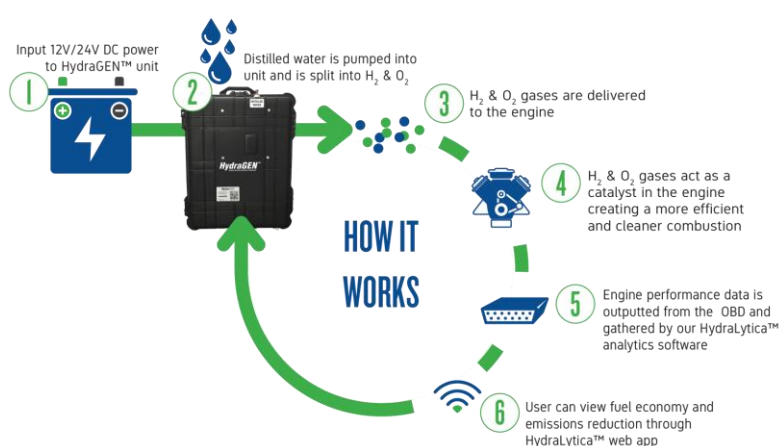 Input 12V/24V DC power
to HydraGEN™ unit
1
2
Distilled water is pumped into
unit and is split into H₂ & O₂
HydraGEN™
3
H₂ & O₂ gases are delivered
to the engine
4
H₂ & O₂ gases act as a
catalyst in the engine
creating a more efficient
and cleaner combustion
HOW IT
WORKS
5
Engine performance data is
outputted from the OBD and
gathered by our HydraLytica™
analytics software
6
User can view fuel economy and
emissions reduction through
HydraLytica™ web app